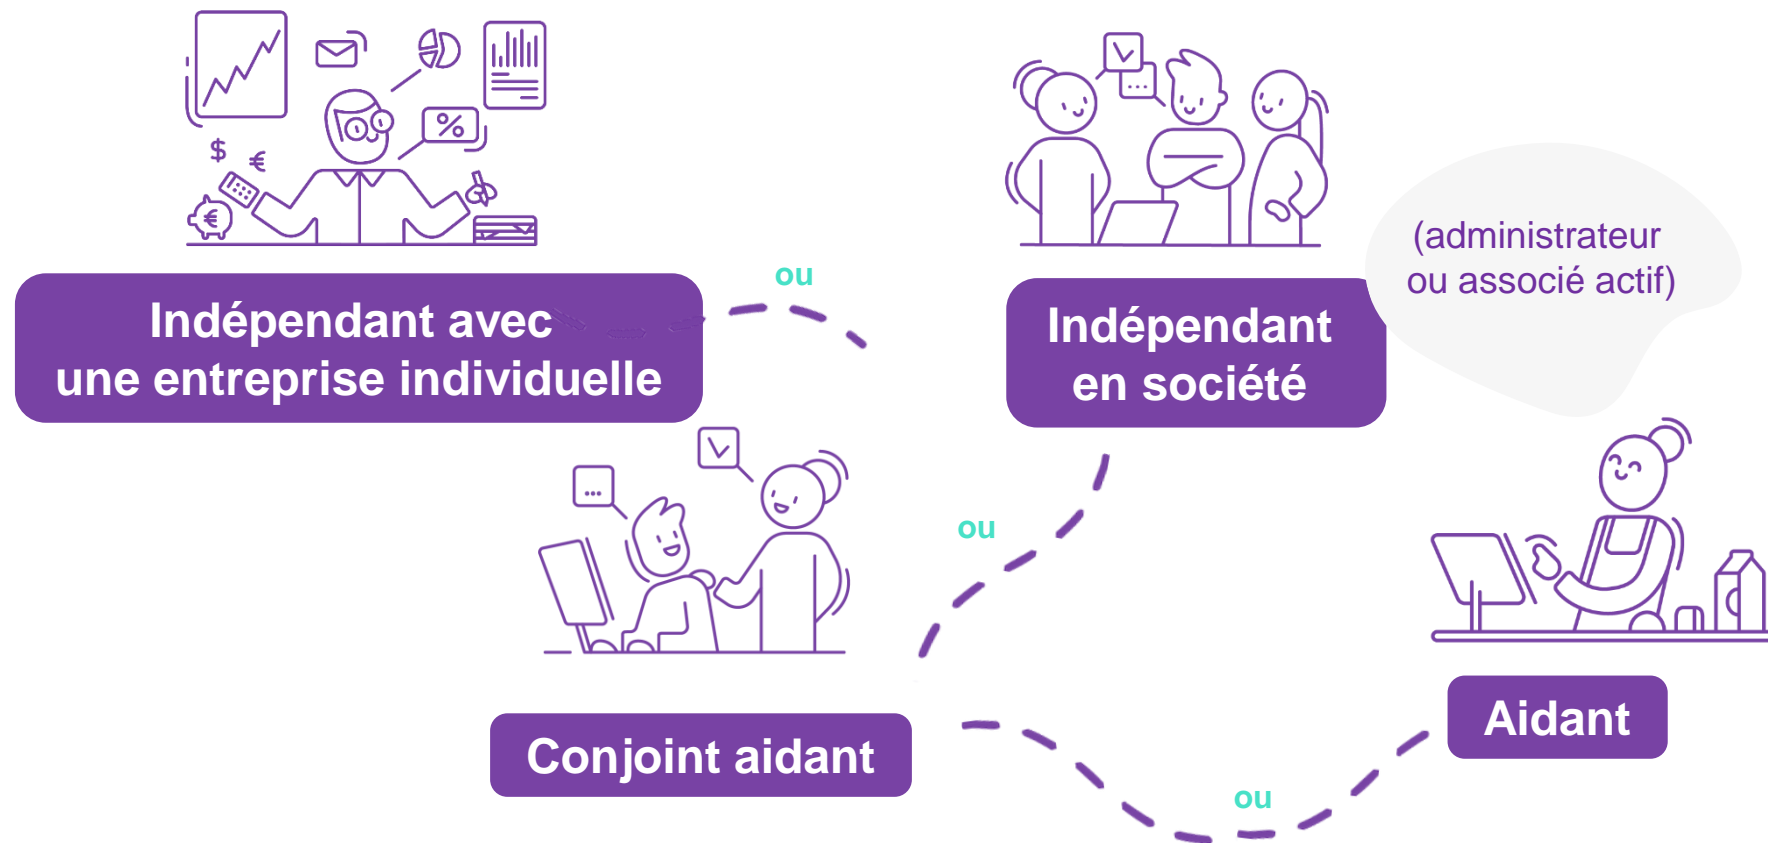 $
€
€
%
...
Indépendant avec
une entreprise individuelle
ou
Indépendant
en société
(administrateur
ou associé actif)
ou
...
Conjoint aidant
ou
Aidant